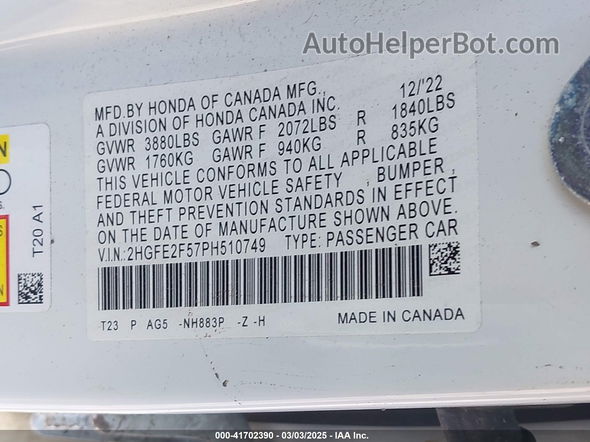 AutoHelperBot.com
MFD.BY HONDA OF CANADA MFG. 12/'22
A DIVISION OF HONDA CANADA INC.
GVWR 3880LBS GAWR F 2072LBS R 1840LBS
GVWR 1760KG GAWR F 940KG R 835KG
THIS VEHICLE CONFORMS TO ALL APPLICABLE
FEDERAL MOTOR VEHICLE SAFETY , BUMPER,
AND THEFT PREVENTION STANDARDS IN EFFECT
ON THE DATE OF MANUFACTURE SHOWN ABOVE.
V.I.N.: 2HGFE2F57PH510749 TYPE: PASSENGER CAR
T23 P AG5 -NH883P -Z -H
MADE IN CANADA
T20 A1
000-41702390 - 03/03/2025 - IAA Inc.